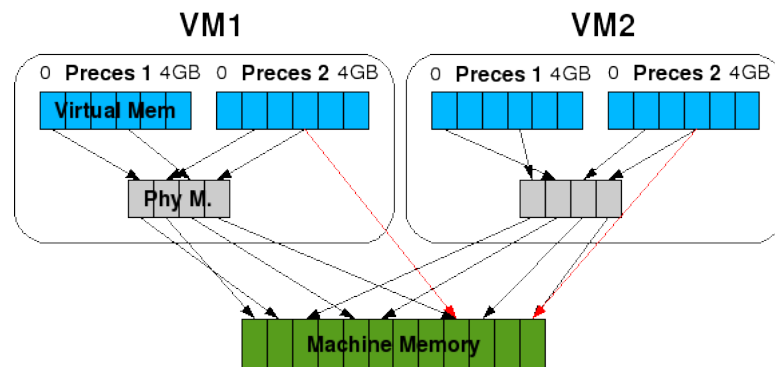 VM1
VM2
0 Preces 1 4GB
0 Preces 2 4GB
0 Preces 1 4GB
0 Preces 2 4GB
Virtual Mem
Phy M.
Machine Memory